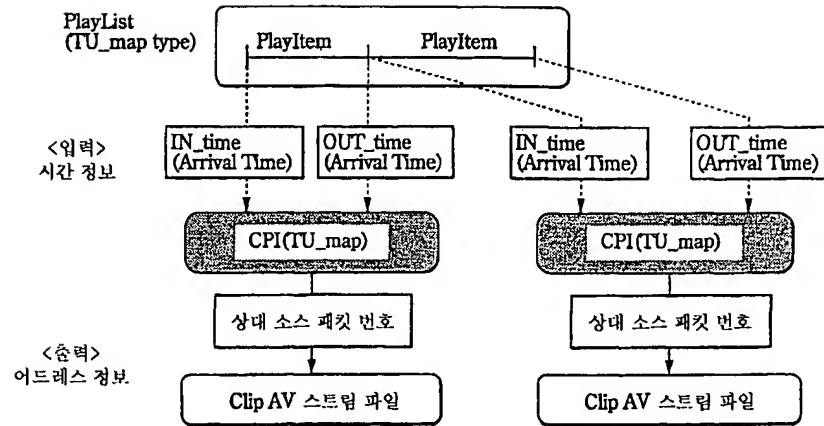 PlayList
(TU_map type)
PlayItem
PlayItem
<입력>
시간 정보
IN_time
(Arrival Time)
OUT_time
(Arrival Time)
IN_time
(Arrival Time)
OUT_time
(Arrival Time)
CPI(TU_map)
CPI(TU_map)
상대 소스 패킷 번호
상대 소스 패킷 번호
<출력>
어드레스 정보
Clip AV 스트림 파일
Clip AV 스트림 파일